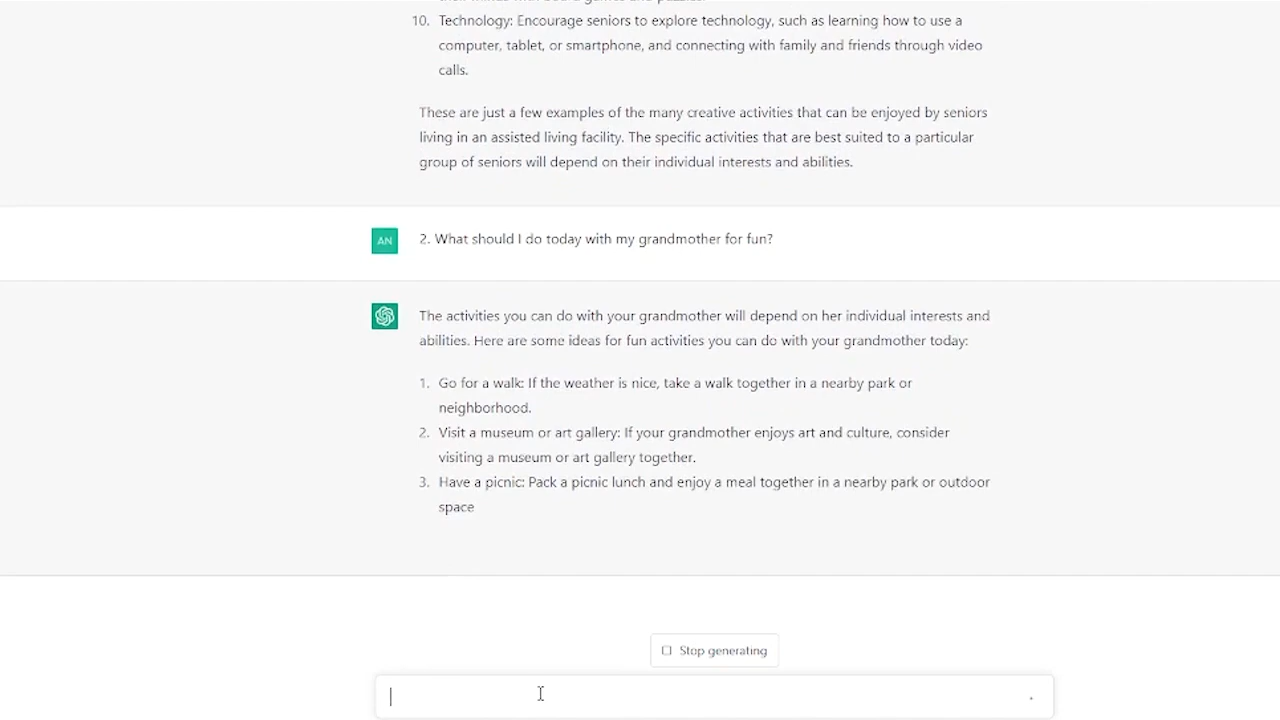 10. Technology: Encourage seniors to explore technology, such as learning how to use a
computer, tablet, or smartphone, and connecting with family and friends through video
calls.
These are just a few examples of the many creative activities that can be enjoyed by seniors
living in an assisted living facility. The specific activities that are best suited to a particular
group of seniors will depend on their individual interests and abilities.
AN 2. What should I do today with my grandmother for fun?
The activities you can do with your grandmother will depend on her individual interests and
abilities. Here are some ideas for fun activities you can do with your grandmother today:
1. Go for a walk: If the weather is nice, take a walk together in a nearby park or
neighborhood.
2. Visit a museum or art gallery: If your grandmother enjoys art and culture, consider
visiting a museum or art gallery together.
3. Have a picnic: Pack a picnic lunch and enjoy a meal together in a nearby park or outdoor
space
Stop generating